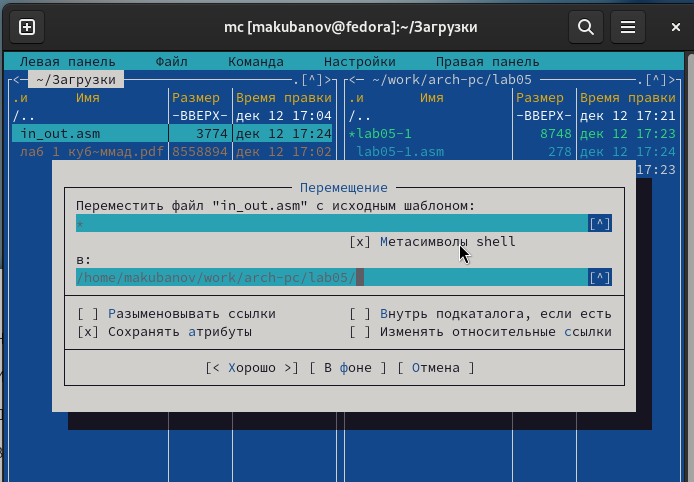 mc [makubanov@fedora]:~/Загрузки
Левая панель Файл Команда Настройки Правая панель
<— ~/Загрузки .[^]> <— ~/work/arch-pc/lab05 .[^]>
.и Имя Размер Время правки .и Имя Размер Время правки
/.. -ВВЕРХ- дек 12 17:04 /.. -ВВЕРХ- дек 12 17:21
in_out.asm 3774 дек 12 17:24 *lab05-1 8748 дек 12 17:23
лаб 1 куб~ммад.pdf 8558894 дек 12 17:02 lab05-1.asm 278 дек 12 17:24
17:23
Перемещение
Переместить файл "in_out.asm" с исходным шаблоном:
* [^]
[x] Метасимволы shell
в:
/home/makubanov/work/arch-pc/lab05/ [^]
[ ] Разыменовывать ссылки [ ] Внутрь подкаталога, если есть
[x] Сохранять атрибуты [ ] Изменять относительные ссылки
[< Хорошо >] [ В фоне ] [ Отмена ]